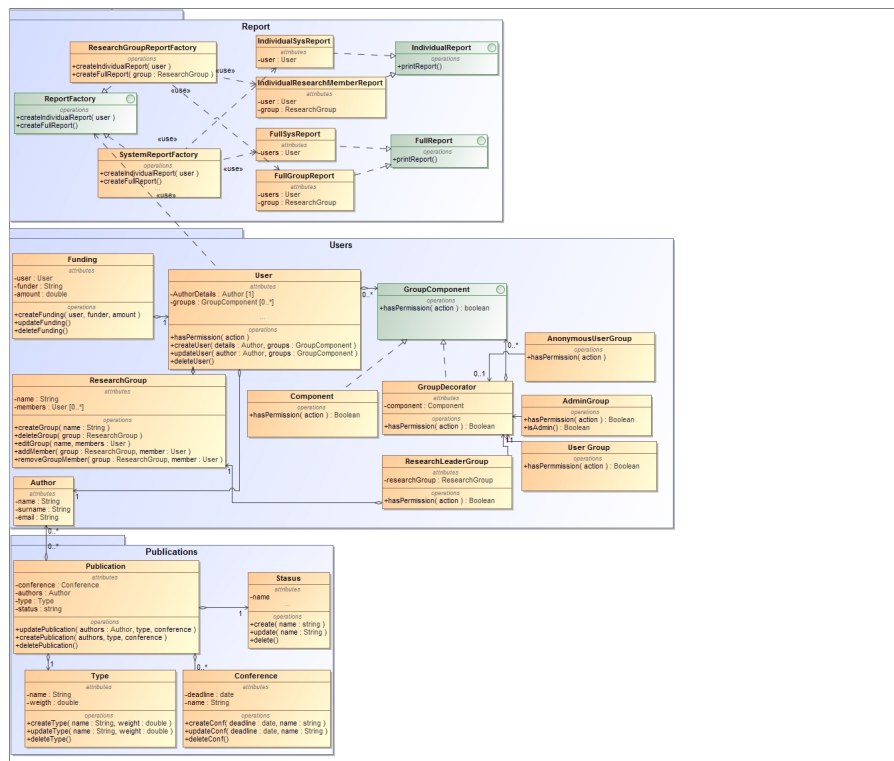 Report
ResearchGroupReportFactory
operations
+createIndividualReport( user )
+createFullReport( group : ResearchGroup )
IndividualSysReport
attributes
-user : User
IndividualReport
operations
+printReport()
«use»
«use»
IndividualResearchMemberReport
attributes
-user : User
-group : ResearchGroup
ReportFactory
operations
+createIndividualReport( user )
+createFullReport()
«use»
FullSysReport
attributes
-users : User
FullReport
operations
+printReport()
SystemReportFactory
operations
+createIndividualReport( user )
+createFullReport()
...
«use»
«use»
FullGroupReport
attributes
-users : User
-group : ResearchGroup
Users
Funding
attributes
-user : User
-funder : String
-amount : double
operations
+createFunding( user, funder, amount )
+updateFunding()
+deleteFunding()
1
User
attributes
-AuthorDetails : Author [1]
-groups : GroupComponent [0..*]
...
operations
+hasPermission( action )
+createUser( details : Author, groups : GroupComponent )
+updateUser( author : Author, groups : GroupComponent )
+deleteUser()
0..*
GroupComponent
operations
+hasPermission( action ) : boolean
0..*
0..1
AnonymousUserGroup
operations
+hasPermission( action )
ResearchGroup
attributes
-name : String
-members : User [0..*]
operations
+createGroup( name : String )
+deleteGroup( group : ResearchGroup )
+editGroup( name, members : User )
+addMember( group : ResearchGroup, member : User )
+removeGroupMember( group : ResearchGroup, member : User )
1
Component
operations
+hasPermission( action ) : Boolean
GroupDecorator
attributes
-component : Component
operations
+hasPermission( action ) : Boolean
AdminGroup
operations
+hasPermission( action ) : Boolean
+isAdmin() : Boolean
User Group
operations
+hasPermmission( action ) : Boolean
ResearchLeaderGroup
attributes
-researchGroup : ResearchGroup
operations
+hasPermission( action ) : Boolean
Author
attributes
-name : String
-surname : String
-email : String
1
0..*
0..*
Publications
Publication
attributes
-conference : Conference
-authors : Author
-type : Type
-status : string
operations
+updatePublication( authors : Author, type, conference )
+createPublication( authors, type, conference )
+deletePublication()
1
Stasus
attributes
-name
...
operations
+create( name : string )
+update( name : String )
+delete()
1
0..*
Type
attributes
-name : String
-weigth : double
operations
+createType( name : String, weight : double )
+updateType( name : String, weight : double )
+deleteType()
Conference
attributes
-deadline : date
-name : String
operations
+createConf( deadline : date, name : string )
+updateConf( deadline : date, name : String )
+deleteConf()